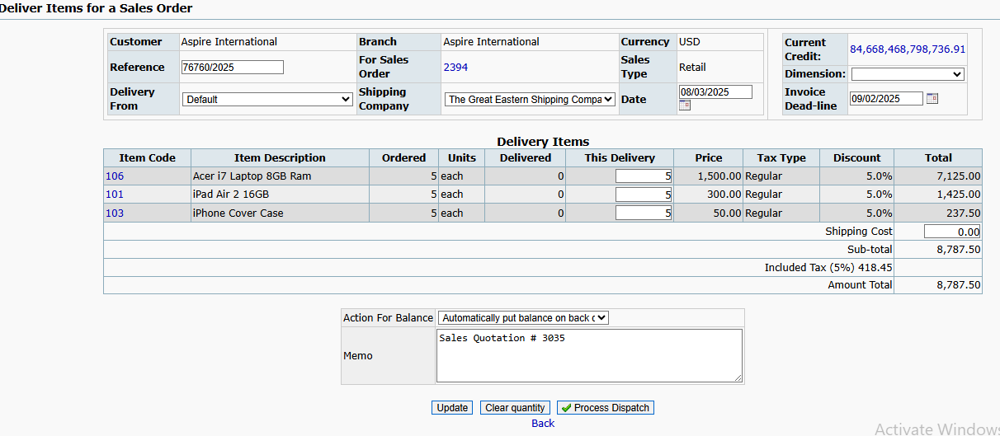 Deliver Items for a Sales Order
Customer Aspire International Branch Aspire International Currency USD
Reference 76760/2025 For Sales Order 2394 Sales Type Retail
Delivery From Default Shipping Company The Great Eastern Shipping Compa Date 08/03/2025
Current Credit: 84,668,468,798,736.91
Dimension:
Invoice Dead-line 09/02/2025
Delivery Items
Item Code Item Description Ordered Units Delivered This Delivery Price Tax Type Discount Total
106 Acer i7 Laptop 8GB Ram 5 each 0 5 1,500.00 Regular 5.0% 7,125.00
101 iPad Air 2 16GB 5 each 0 5 300.00 Regular 5.0% 1,425.00
103 iPhone Cover Case 5 each 0 5 50.00 Regular 5.0% 237.50
Shipping Cost 0.00
Sub-total 8,787.50
Included Tax (5%) 418.45
Amount Total 8,787.50
Action For Balance Automatically put balance on back
Memo Sales Quotation # 3035
Update Clear quantity Process Dispatch
Back
Activate Windows